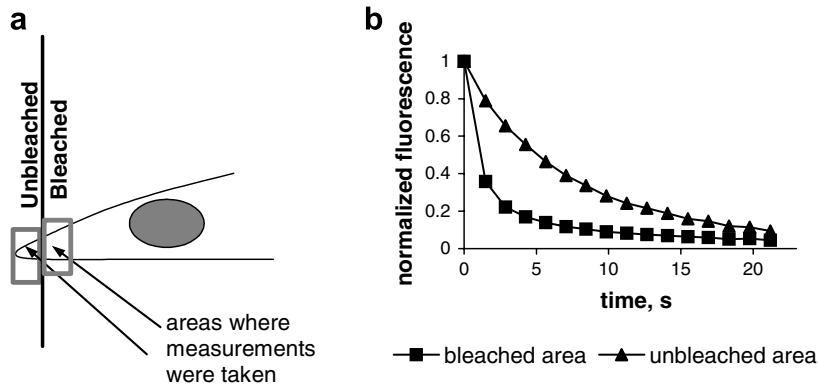 a
Unbleached
Bleached
areas where
measurements
were taken
b
normalized fluorescence
1
0.8
0.6
0.4
0.2
0
0 5 10 15 20
time, s
bleached area unbleached area